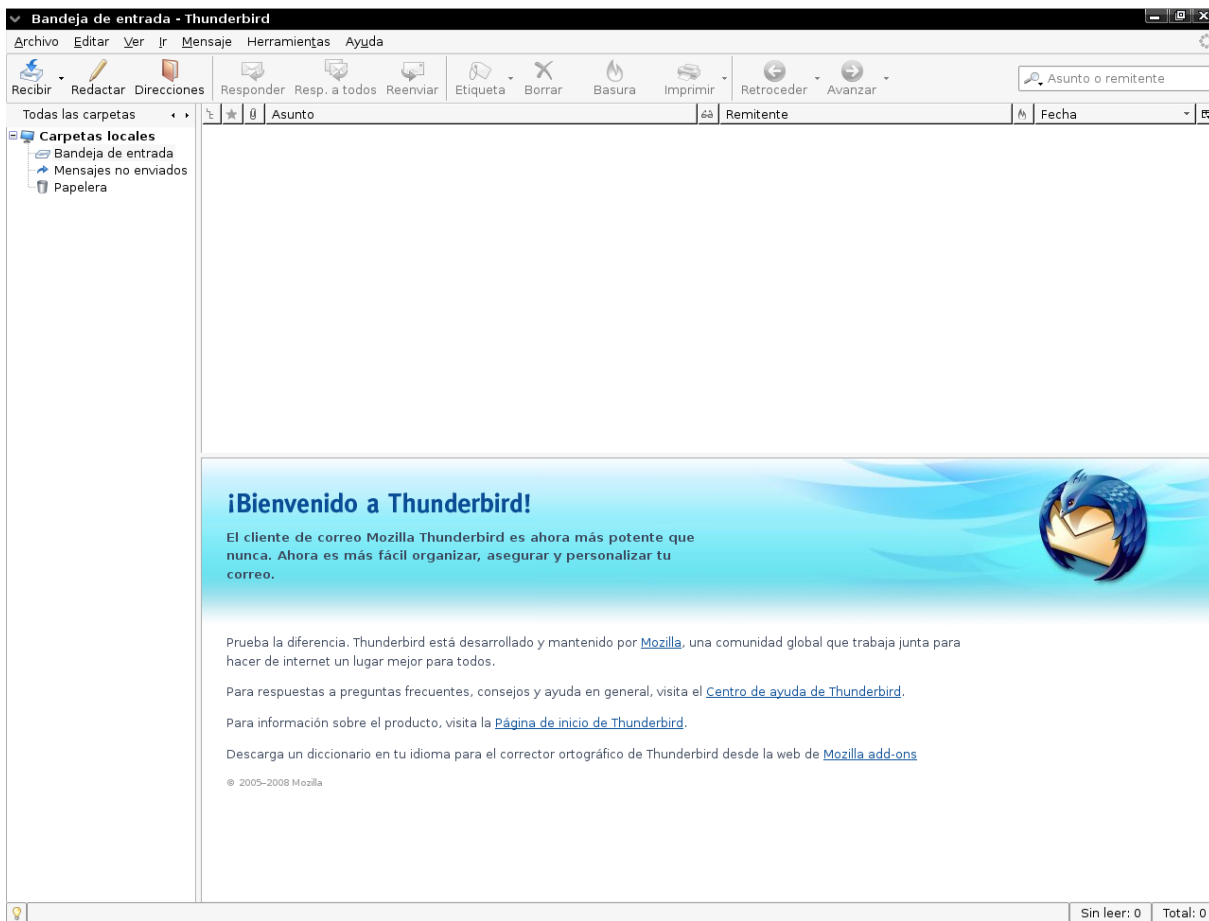 Bandeja de entrada - Thunderbird
Archivo Editar Ver Ir Mensaje Herramientas Ayuda
Recibir Redactar Direcciones Responder Resp. a todos Reenviar Etiqueta Borrar Basura Imprimir Retroceder Avanzar Asunto o remitente
Todas las carpetas Asunto Remitente Fecha
Carpetas locales
Bandeja de entrada
Mensajes no enviados
Papelera
¡Bienvenido a Thunderbird!
El cliente de correo Mozilla Thunderbird es ahora más potente que
nunca. Ahora es más fácil organizar, asegurar y personalizar tu
correo.
Prueba la diferencia. Thunderbird está desarrollado y mantenido por Mozilla, una comunidad global que trabaja junta para
hacer de internet un lugar mejor para todos.
Para respuestas a preguntas frecuentes, consejos y ayuda en general, visita el Centro de ayuda de Thunderbird.
Para información sobre el producto, visita la Página de inicio de Thunderbird.
Descarga un diccionario en tu idioma para el corrector ortográfico de Thunderbird desde la web de Mozilla add-ons
© 2005–2008 Mozilla
Sin leer: 0 Total: 0